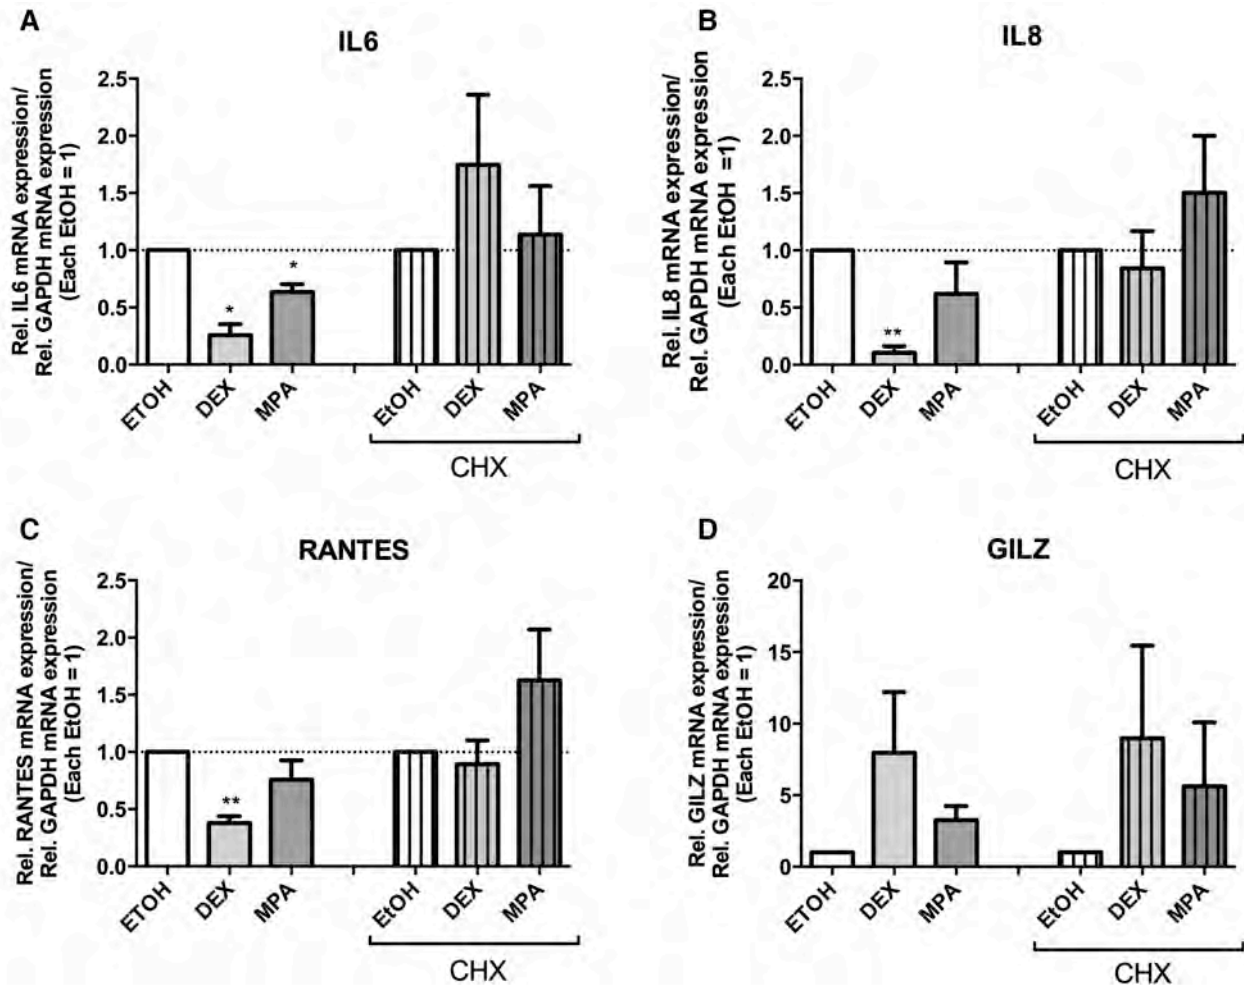 A
IL6
Rel. IL6 mRNA expression/
Rel. GAPDH mRNA expression
(Each EtOH = 1)
2.5
2.0
1.5
1.0
0.5
0.0
*
*
ETOH
DEX
MPA
EtOH
DEX
MPA
CHX
B
IL8
Rel. IL8 mRNA expression/
Rel. GAPDH mRNA expression
(Each EtOH =1)
2.5
2.0
1.5
1.0
0.5
0.0
**
ETOH
DEX
MPA
EtOH
DEX
MPA
CHX
C
RANTES
Rel. RANTES mRNA expression/
Rel. GAPDH mRNA expression
(Each EtOH = 1)
2.5
2.0
1.5
1.0
0.5
0.0
**
ETOH
DEX
MPA
EtOH
DEX
MPA
CHX
D
GILZ
Rel. GILZ mRNA expression/
Rel. GAPDH mRNA expression
(Each EtOH = 1)
20
15
10
5
0
ETOH
DEX
MPA
EtOH
DEX
MPA
CHX